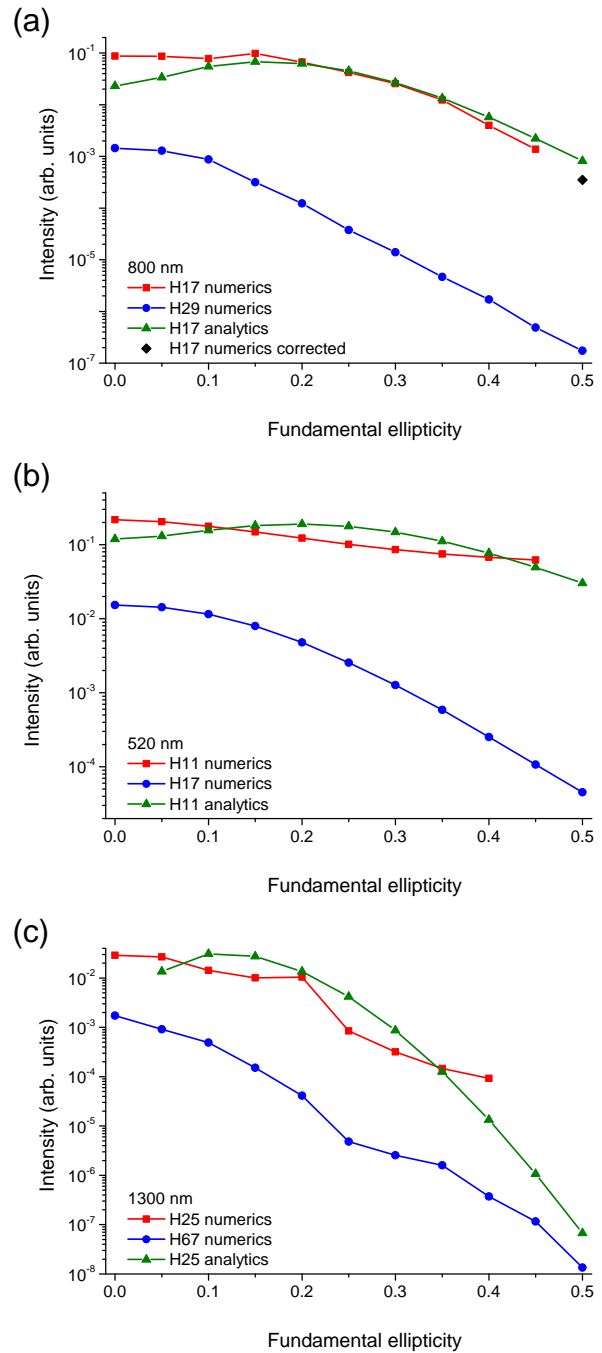 (a)
Intensity (arb. units)
10^-1
10^-3
10^-5
10^-7
800 nm
H17 numerics
H29 numerics
H17 analytics
H17 numerics corrected
0.0 0.1 0.2 0.3 0.4 0.5
Fundamental ellipticity
(b)
Intensity (arb. units)
10^-1
10^-2
10^-3
10^-4
520 nm
H11 numerics
H17 numerics
H11 analytics
0.0 0.1 0.2 0.3 0.4 0.5
Fundamental ellipticity
(c)
Intensity (arb. units)
10^-2
10^-3
10^-4
10^-5
10^-6
10^-7
10^-8
1300 nm
H25 numerics
H67 numerics
H25 analytics
0.0 0.1 0.2 0.3 0.4 0.5
Fundamental ellipticity